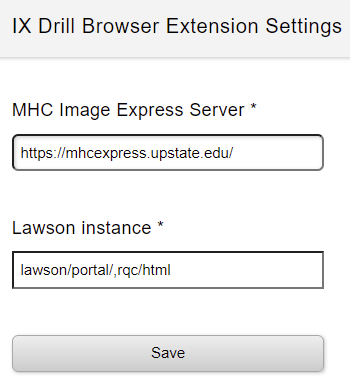 IX Drill Browser Extension Settings
MHC Image Express Server *
https://mhcexpress.upstate.edu/
Lawson instance *
lawson/portal/,rqc/html
Save